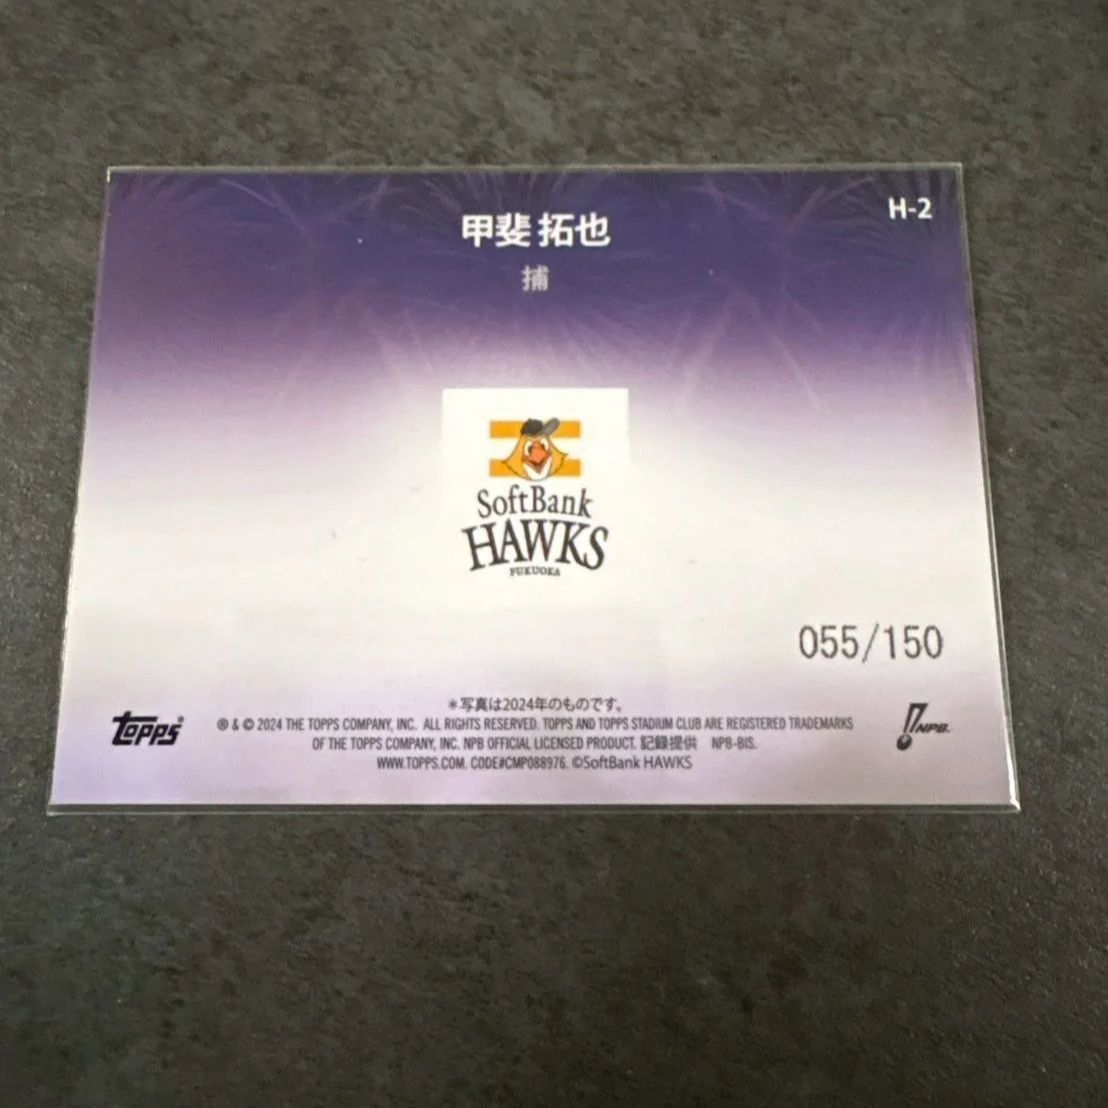 H-2
甲斐 拓也
捕
SoftBank
HAWKS
FUKUOKA
055/150
*写真は2024年のものです。
Topps®
® & © 2024 THE TOPPS COMPANY, INC. ALL RIGHTS RESERVED. TOPPS AND TOPPS STADIUM CLUB ARE REGISTERED TRADEMARKS
OF THE TOPPS COMPANY, INC. NPB OFFICIAL LICENSED PRODUCT. 記録提供 NPB-BIS.
WWW.TOPPS.COM. CODE#CMP088976. ©SoftBank HAWKS
NPB.